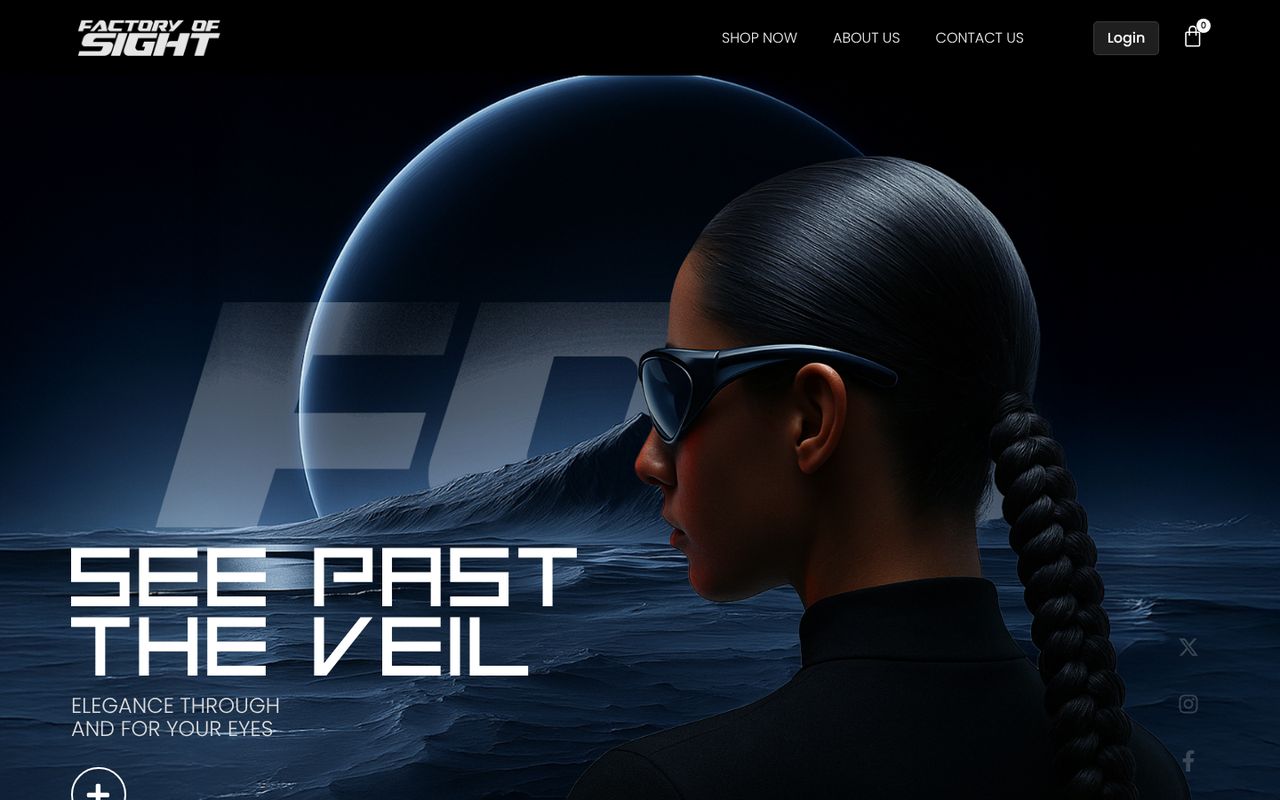 FACTORY OF
SIGHT
SHOP NOW
ABOUT US
CONTACT US
Login
0
SEE PAST
THE VEIL
ELEGANCE THROUGH
AND FOR YOUR EYES